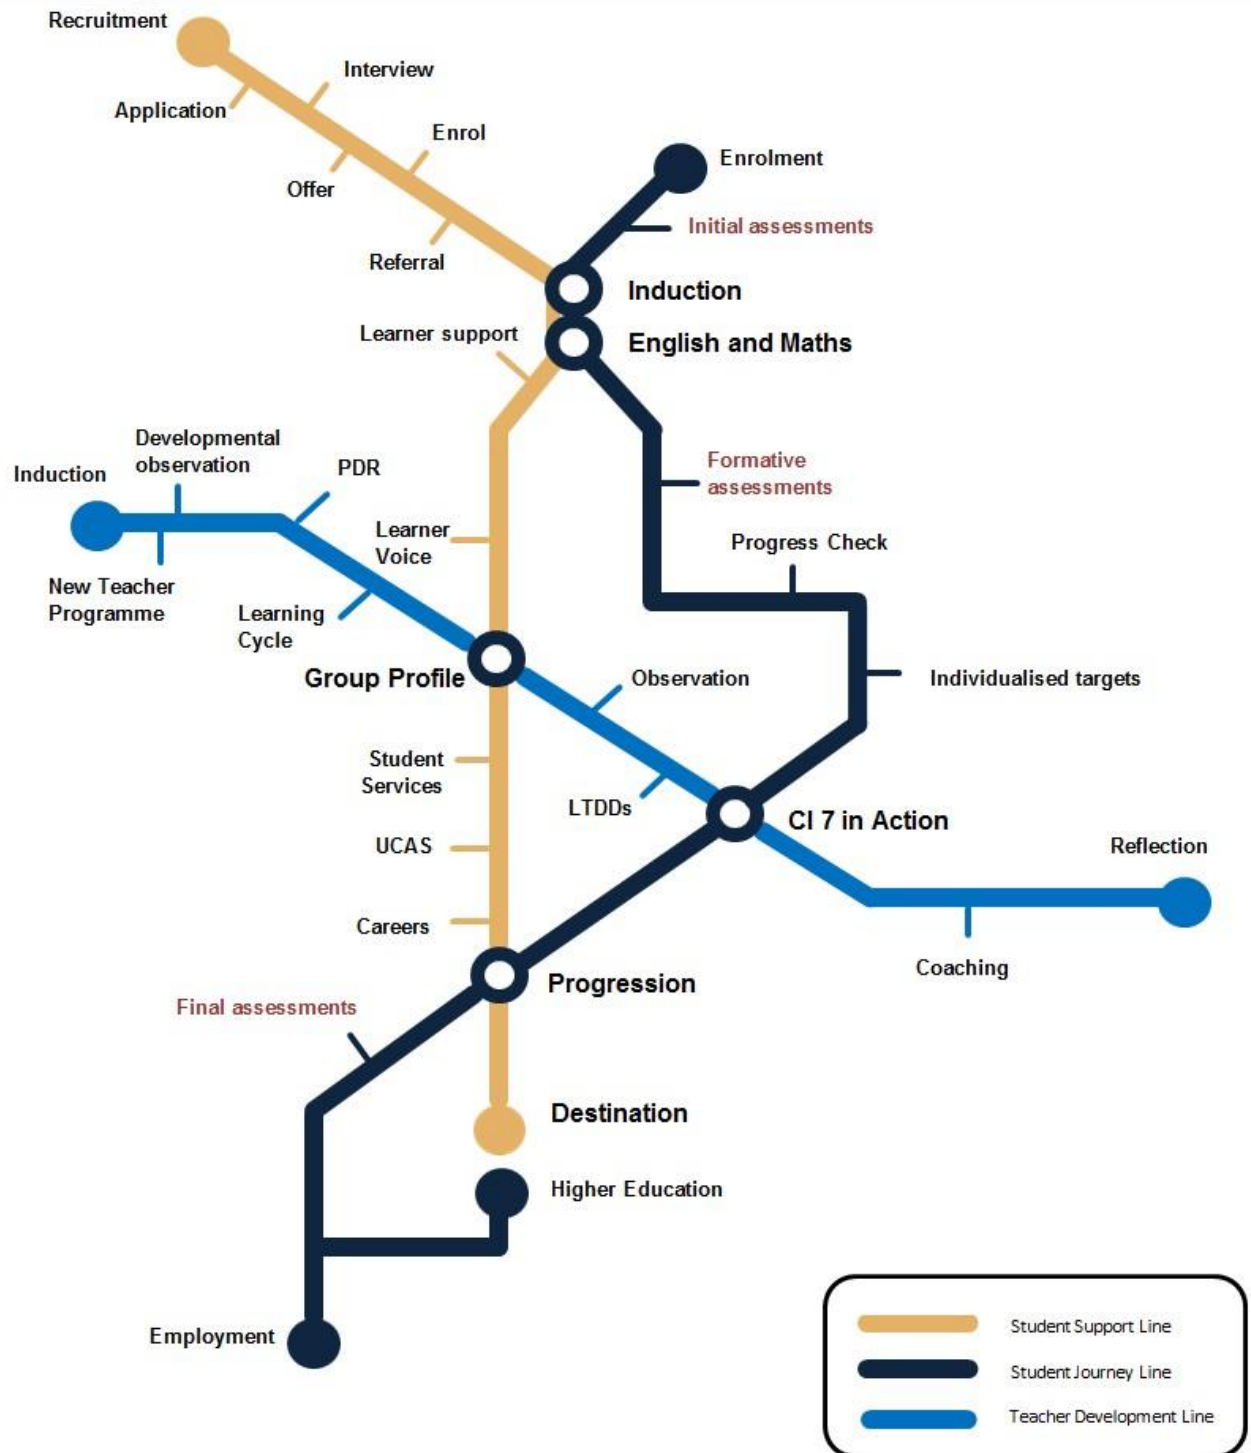 Recruitment
Interview
Application
Enrol
Enrolment
Offer
Initial assessments
Referral
Induction
Learner support
English and Maths
Developmental
observation
PDR
Induction
Formative
assessments
Learner
Voice
Progress Check
New Teacher
Programme
Learning
Cycle
Group Profile
Observation
Individualised targets
Student
Services
LTDDs
CI 7 in Action
UCAS
Reflection
Careers
Coaching
Progression
Final assessments
Destination
Higher Education
Employment
Student Support Line
Student Journey Line
Teacher Development Line